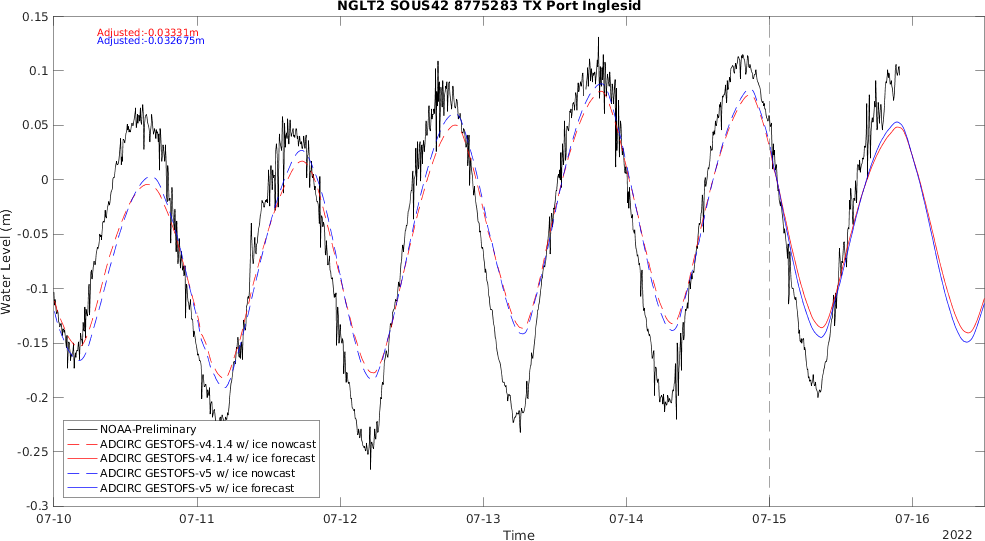 NGLT2 SOUS42 8775283 TX Port Inglesid
Adjusted:-0.03331m
Adjusted:-0.032675m
0.15
0.1
0.05
0
-0.05
-0.1
-0.15
-0.2
-0.25
-0.3
Water Level (m)
NOAA-Preliminary
ADCIRC GESTOFS-v4.1.4 w/ ice nowcast
ADCIRC GESTOFS-v4.1.4 w/ ice forecast
ADCIRC GESTOFS-v5 w/ ice nowcast
ADCIRC GESTOFS-v5 w/ ice forecast
07-10 07-11 07-12 07-13 07-14 07-15 07-16
Time
2022